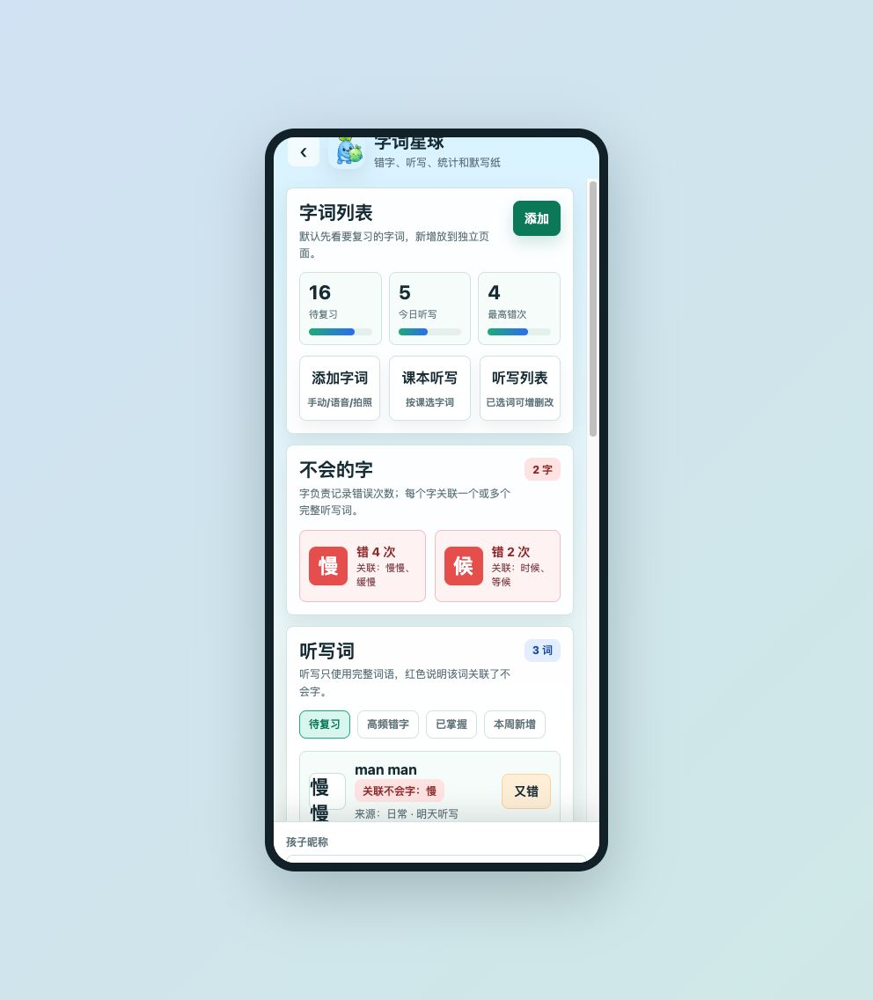 字词星球
错字、听写、统计和默写纸
字词列表
添加
默认先看要复习的字词，新增放到独立页
面。
16
待复习
5
今日听写
4
最高错次
添加字词
手动/语音/拍照
课本听写
按课选字词
听写列表
已选词可增删改
不会的字
2 字
字负责记录错误次数；每个字关联一个或多个
完整听写词。
慢
错 4 次
关联：慢慢、
缓慢
候
错 2 次
关联：时候、
等候
听写词
3 词
听写只使用完整词语，红色说明该词关联了不
会字。
待复习
高频错字
已掌握
本周新增
慢
慢
man man
关联不会字：慢
来源：日常 · 明天听写
又错
孩子昵称